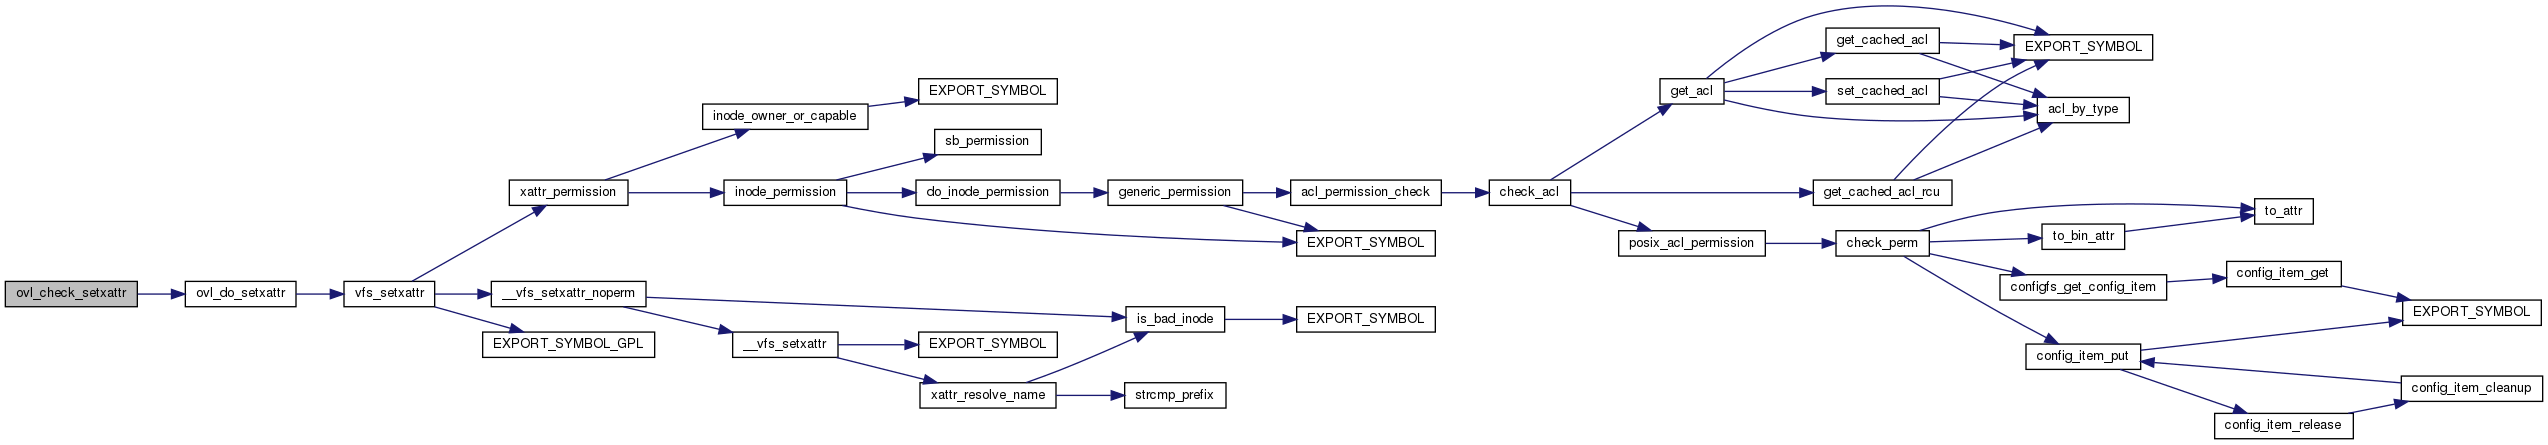 ovl_check_setxattr
ovl_do_setxattr
vfs_setxattr
xattr_permission
__vfs_setxattr_noperm
EXPORT_SYMBOL_GPL
inode_owner_or_capable
inode_permission
__vfs_setxattr
EXPORT_SYMBOL
sb_permission
do_inode_permission
EXPORT_SYMBOL
xattr_resolve_name
generic_permission
is_bad_inode
strcmp_prefix
acl_permission_check
EXPORT_SYMBOL
EXPORT_SYMBOL
check_acl
get_acl
posix_acl_permission
get_cached_acl
set_cached_acl
get_cached_acl_rcu
check_perm
EXPORT_SYMBOL
acl_by_type
to_bin_attr
configfs_get_config_item
config_item_put
to_attr
config_item_get
config_item_release
EXPORT_SYMBOL
config_item_cleanup